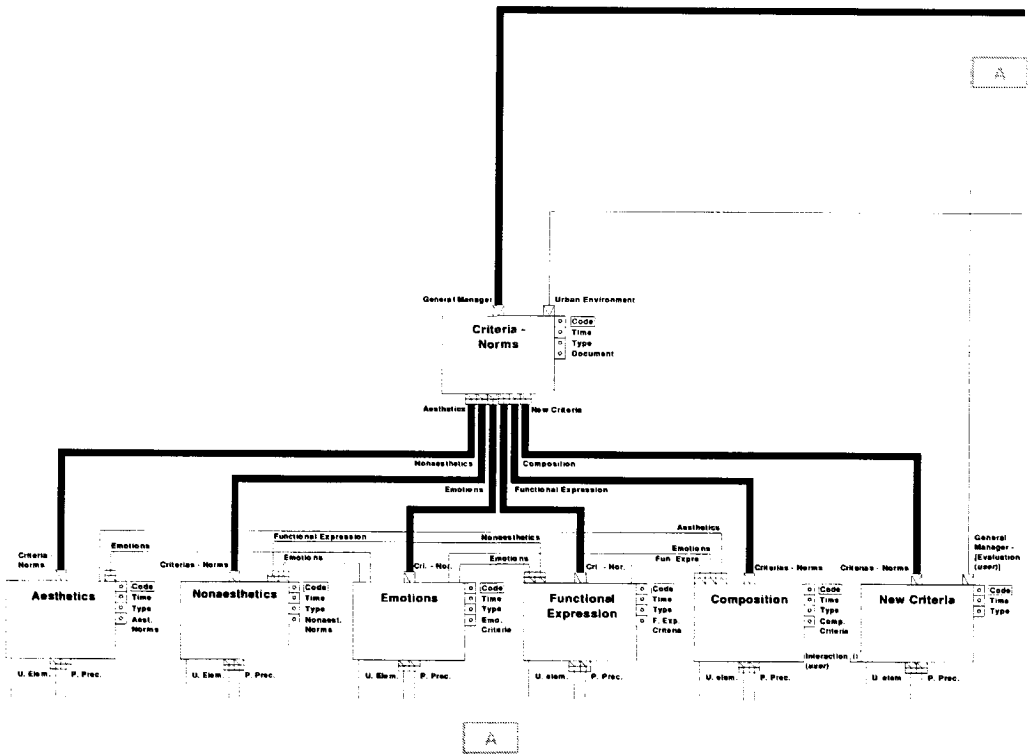 A
General Manager
Urban Environment
Criteria -
Norms
Code
Time
Type
Document
Aesthetics
New Criteria
Nonaesthetics
Composition
Emotions
Functional Expression
Aesthetics
Functional Expression
Nonaesthetics
Criteria
Norms
Emotions
Criterias - Norms
Emotions
Cri. - Nor.
Emotions
Cri. - Nor.
Emotions
Fun. Expre
Criterias - Norms
Criterias - Norms
General
Manager -
[Evaluation
(user)]
Aesthetics
Code
Time
Type
Aest.
Norms
Nonaesthetics
Code
Time
Type
Nonaest.
Norms
Emotions
Code
Time
Type
Emo.
Criterie
Functional
Expression
Code
Time
Type
F. Exp.
Criteria
Composition
Code
Time
Type
Comp.
Criteria
New Criteria
Code
Time
Type
Interaction ()
(user)
U. Elem.
P. Prec.
U. Elem.
P. Prec.
U. Elem.
P. Prec.
U. elem.
P. Prec.
U. elem.
P. Prec.
U. elem
P. Prec.
A